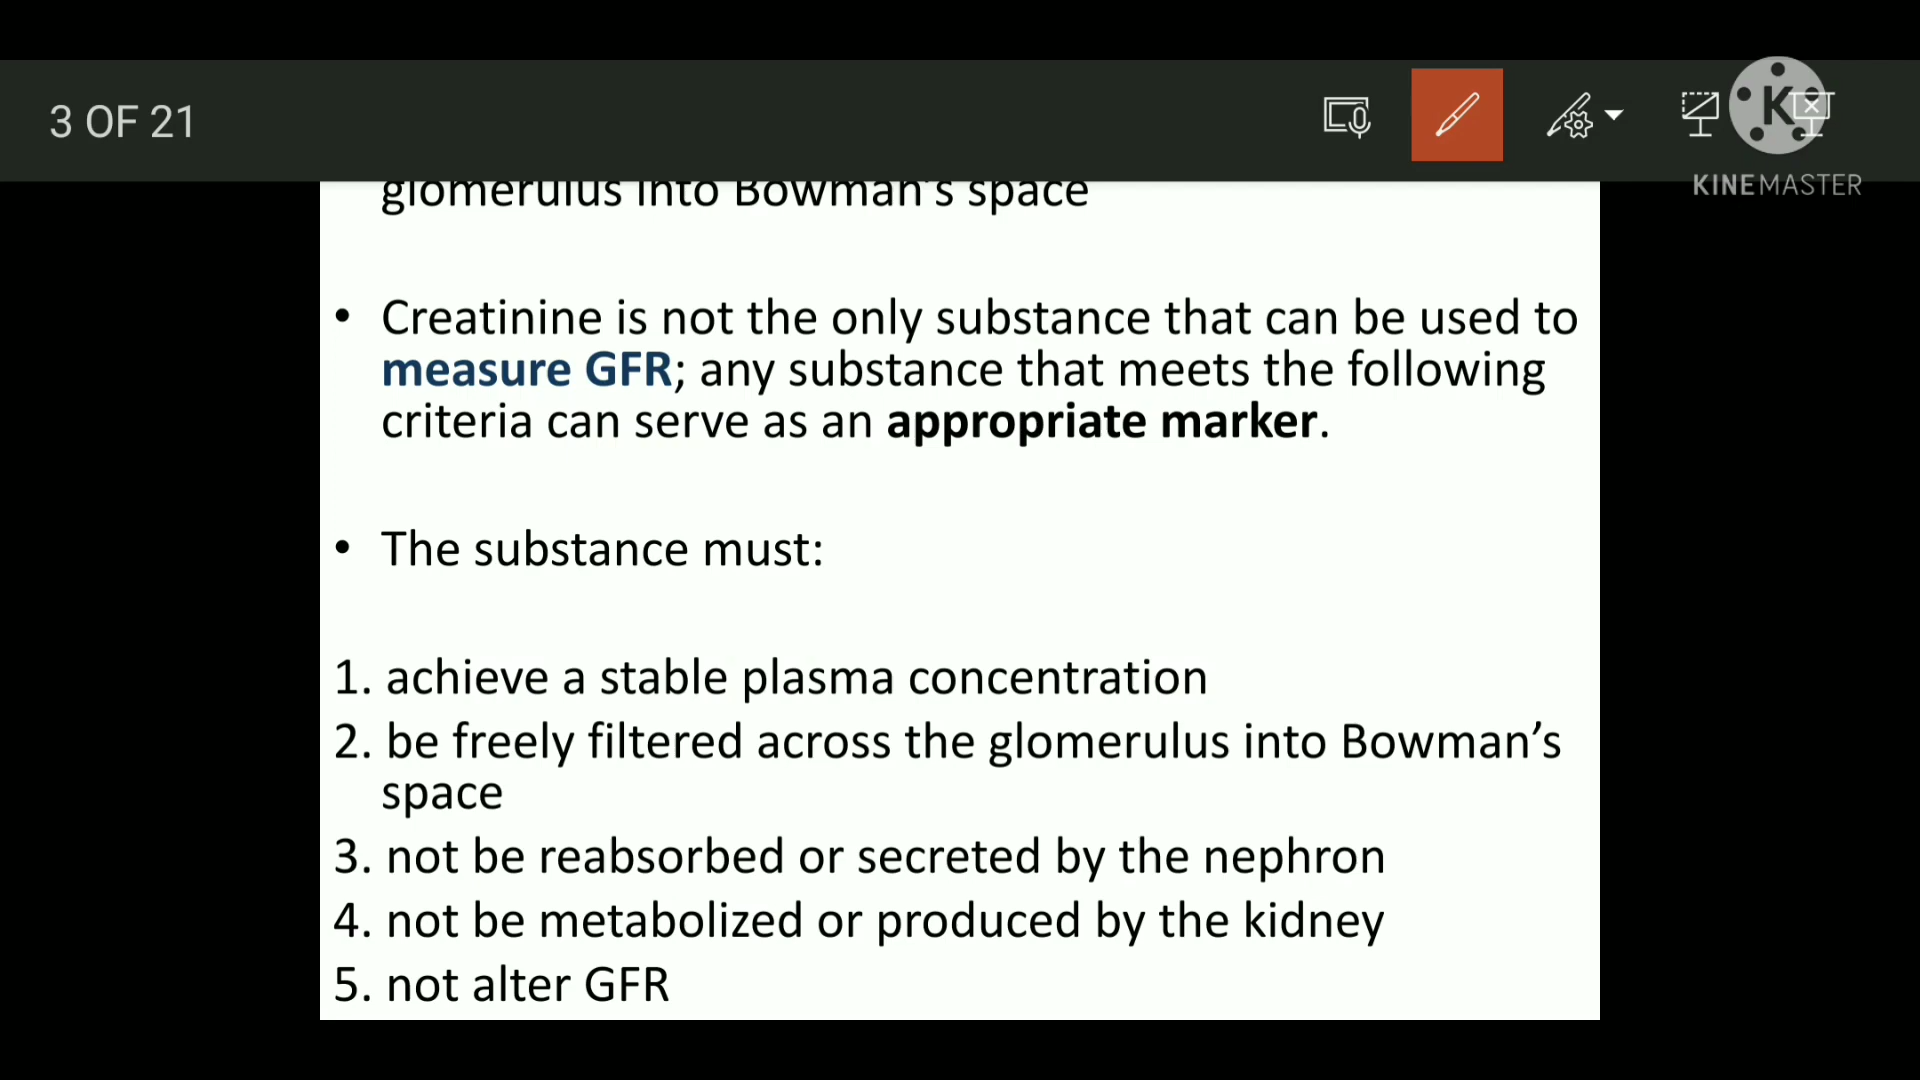 3 OF 21
K
KINEMASTER
glomerulus into Bowman's space
• Creatinine is not the only substance that can be used to
measure GFR; any substance that meets the following
criteria can serve as an appropriate marker.
• The substance must:
1. achieve a stable plasma concentration
2. be freely filtered across the glomerulus into Bowman’s
space
3. not be reabsorbed or secreted by the nephron
4. not be metabolized or produced by the kidney
5. not alter GFR